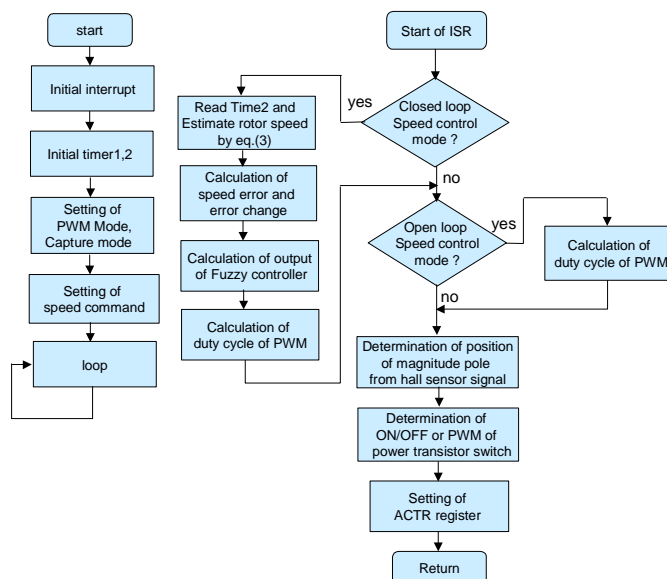 start
Initial interrupt
Initial timer1,2
Setting of
PWM Mode,
Capture mode
Setting of
speed command
loop
Start of ISR
Closed loop
Speed control
mode ?
yes
no
Read Time2 and
Estimate rotor speed
by eq.(3)
Calculation of
speed error and
error change
Calculation of output
of Fuzzy controller
Calculation of
duty cycle of PWM
Open loop
Speed control
mode ?
yes
no
Calculation of
duty cycle of PWM
Determination of position
of magnitude pole
from hall sensor signal
Determination of
ON/OFF or PWM of
power transistor switch
Setting of
ACTR register
Return